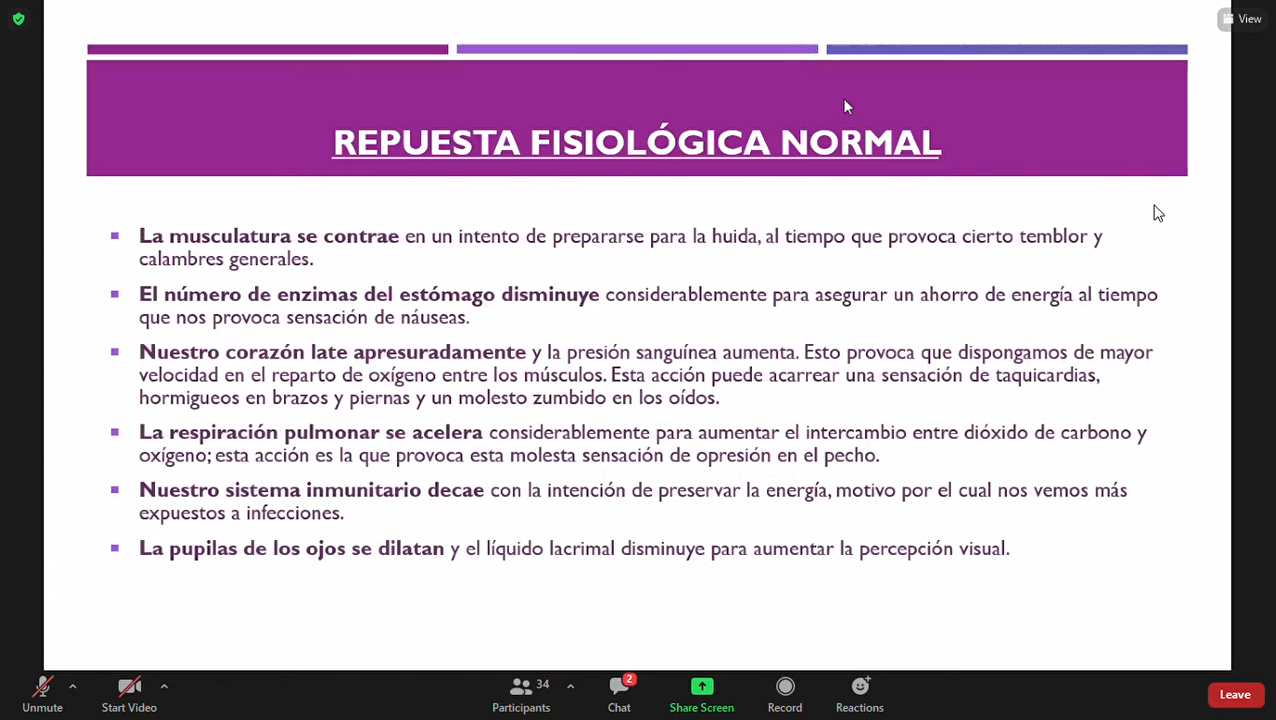 View
REPUESTA FISIOLÓGICA NORMAL
La musculatura se contrae en un intento de prepararse para la huida, al tiempo que provoca cierto temblor y
calambres generales.
El número de enzimas del estómago disminuye considerablemente para asegurar un ahorro de energía al tiempo
que nos provoca sensación de náuseas.
Nuestro corazón late apresuradamente y la presión sanguínea aumenta. Esto provoca que dispongamos de mayor
velocidad en el reparto de oxígeno entre los músculos. Esta acción puede acarrear una sensación de taquicardias,
hormigueos en brazos y piernas y un molesto zumbido en los oídos.
La respiración pulmonar se acelera considerablemente para aumentar el intercambio entre dióxido de carbono y
oxígeno; esta acción es la que provoca esta molesta sensación de opresión en el pecho.
Nuestro sistema inmunitario decae con la intención de preservar la energía, motivo por el cual nos vemos más
expuestos a infecciones.
La pupilas de los ojos se dilatan y el líquido lacrimal disminuye para aumentar la percepción visual.
34
2
Unmute
Start Video
Participants
Chat
Share Screen
Record
Reactions
Leave